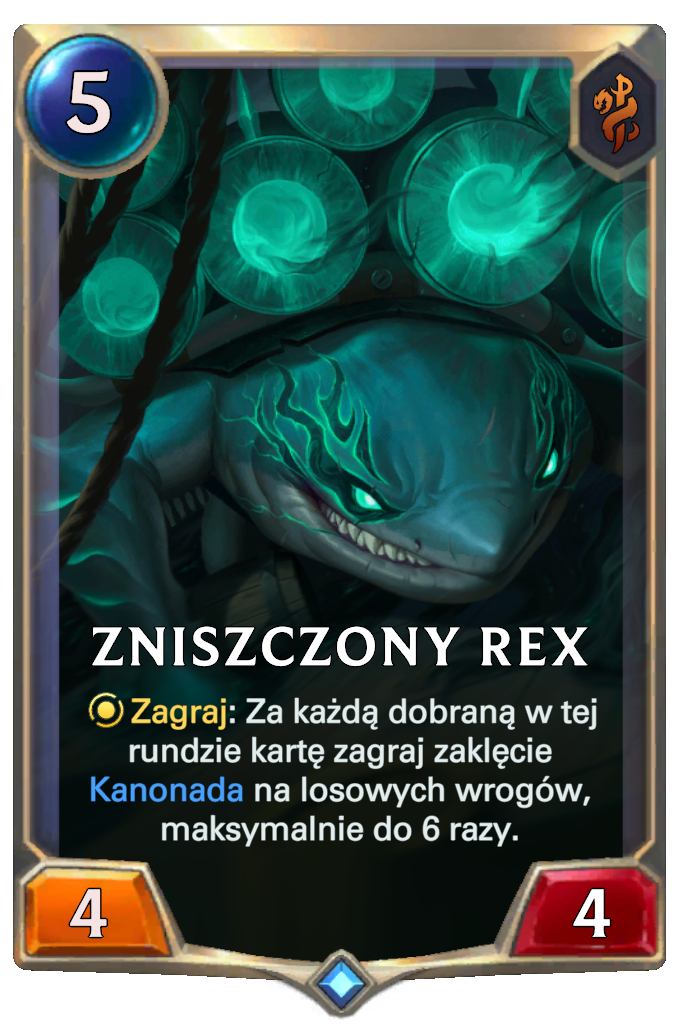 5
ZNISZCZONY REX
Zagraj: Za każdą dobraną w tej
rundzie kartę zagraj zaklęcie
Kanonada na losowych wrogów,
maksymalnie do 6 razy.
4
4